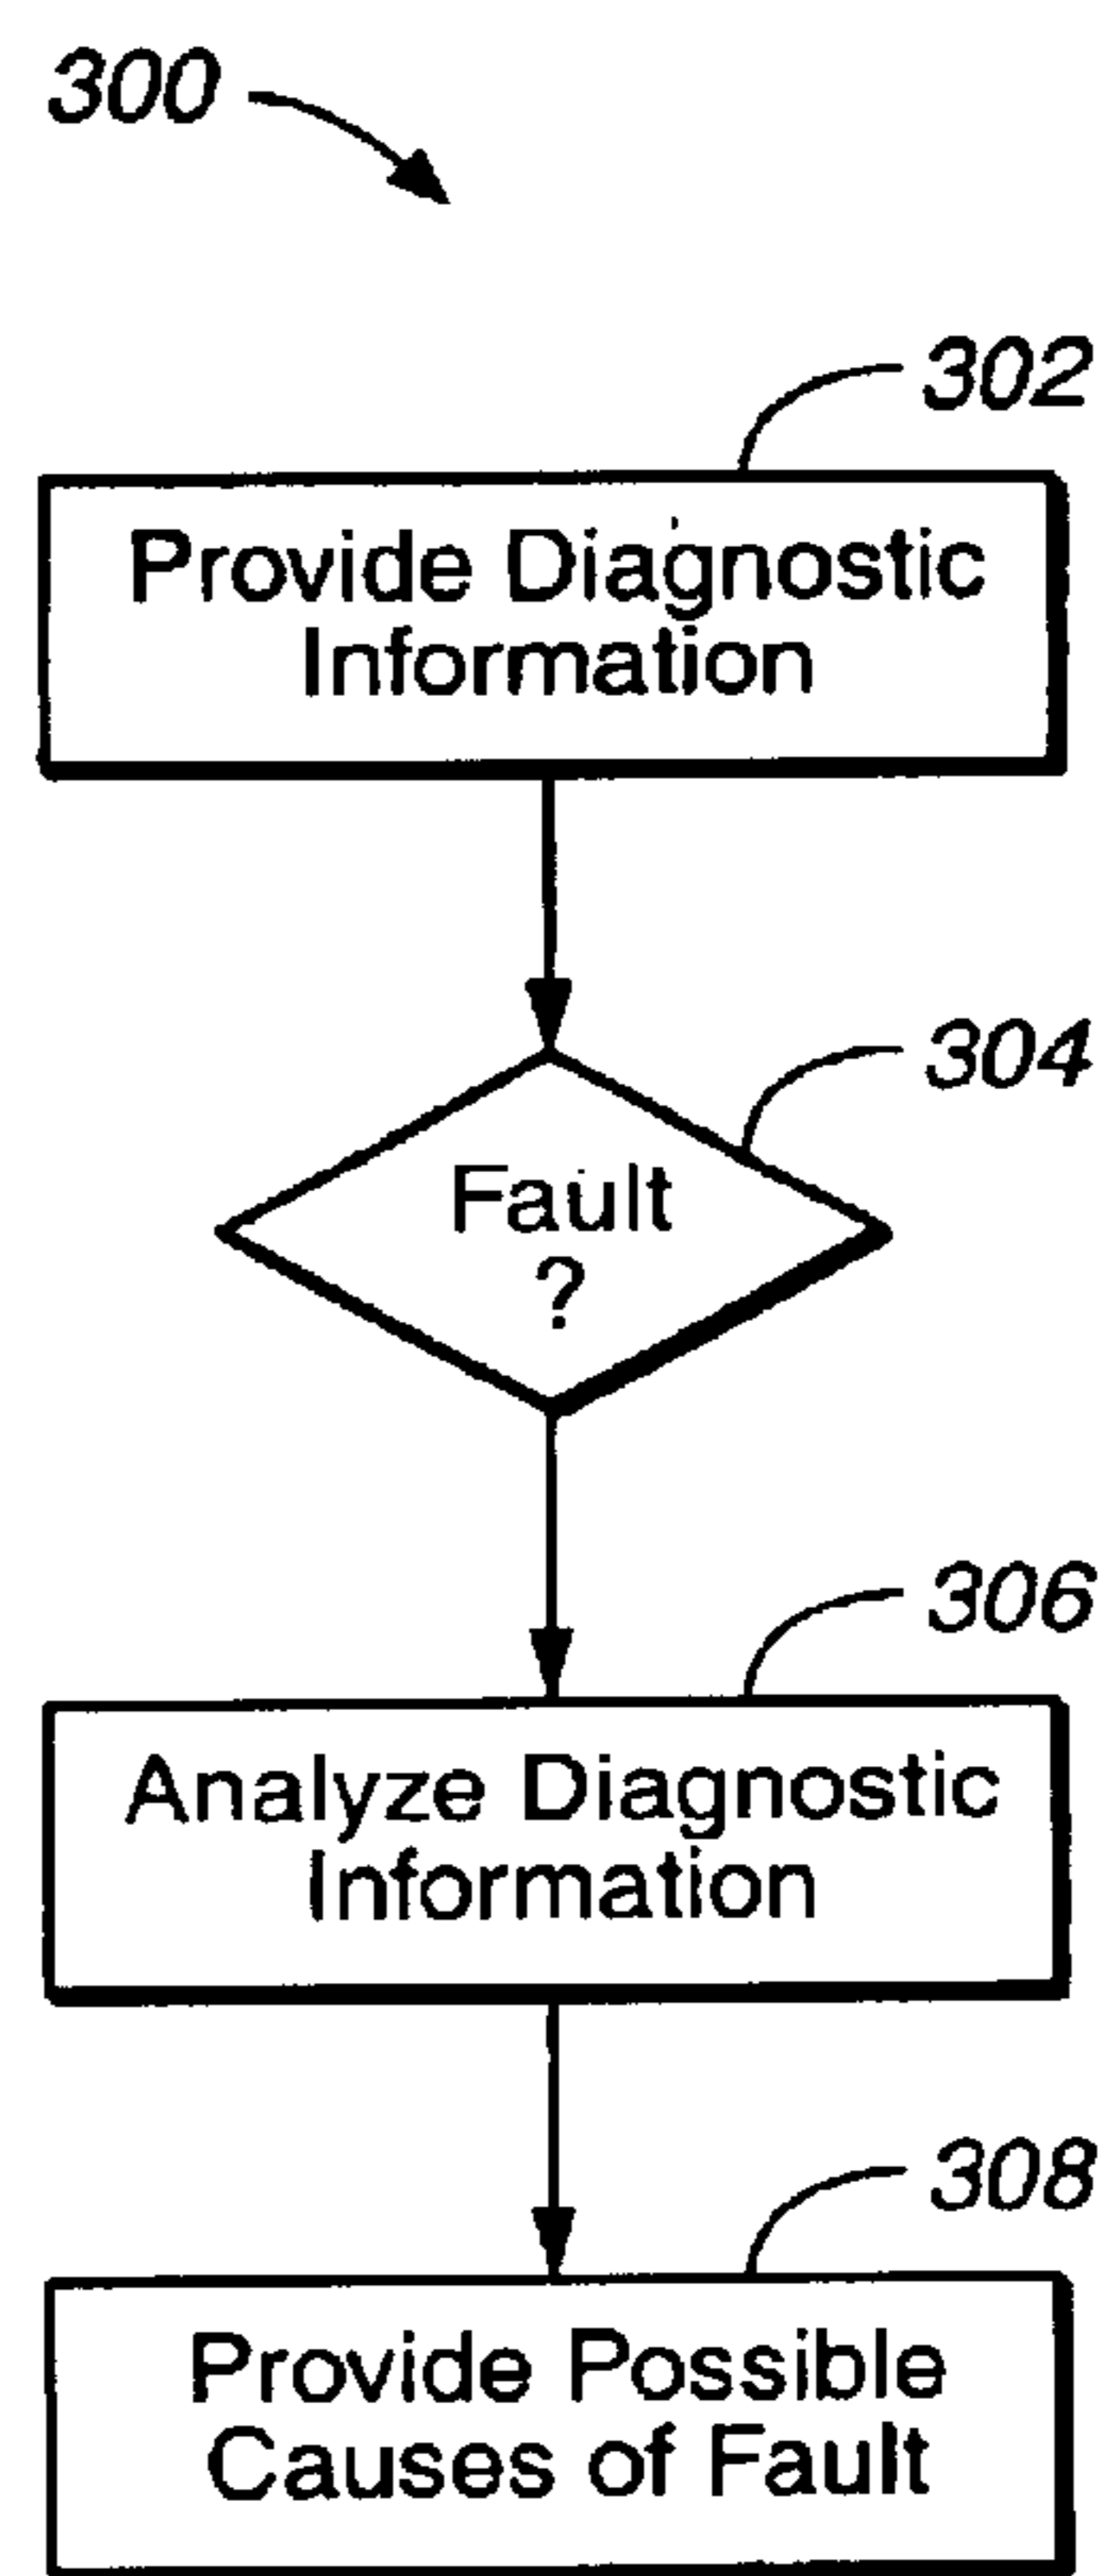 300
302
Provide Diagnostic
Information
304
Fault
?
306
Analyze Diagnostic
Information
308
Provide Possible
Causes of Fault